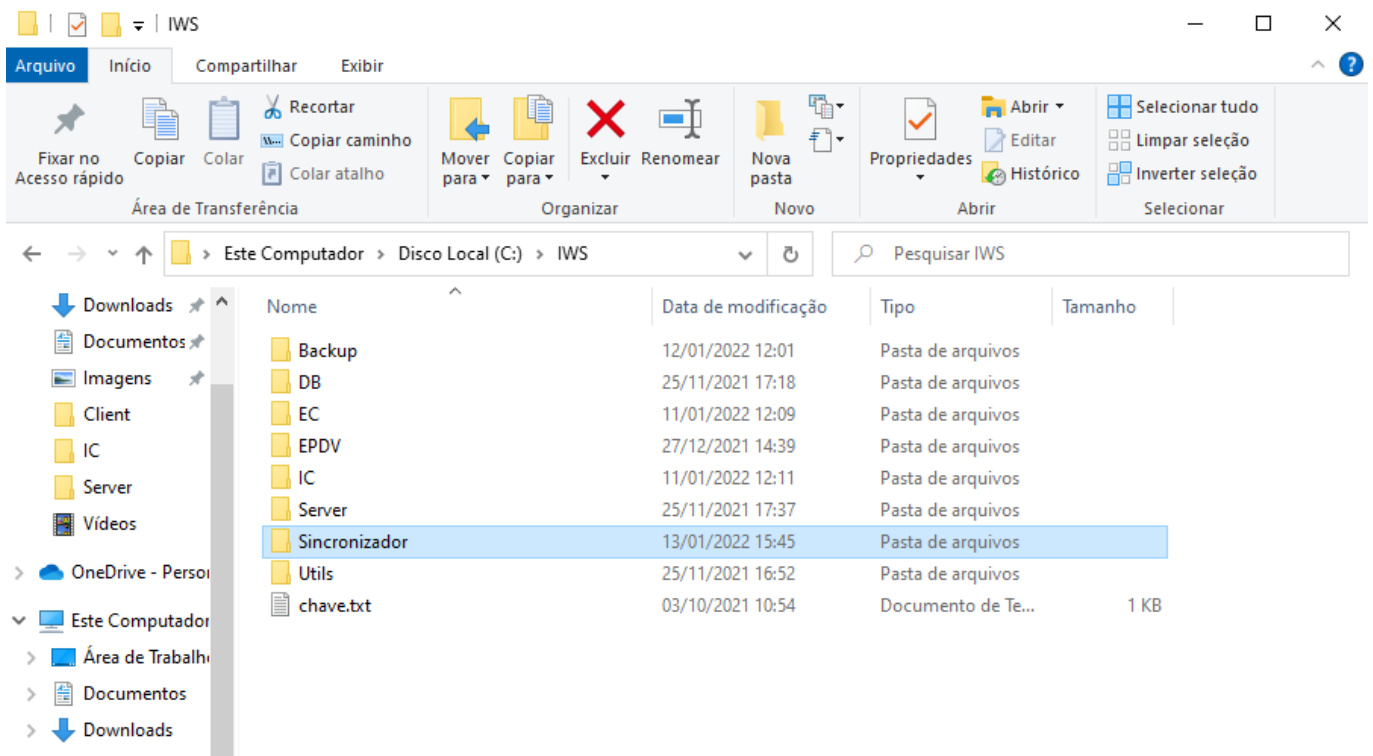 IWS
Arquivo Início Compartilhar Exibir
Fixar no Acesso rápido
Copiar
Colar
Recortar
Copiar caminho
Colar atalho
Mover para
Copiar para
Excluir
Renomear
Nova pasta
Propriedades
Abrir
Editar
Histórico
Selecionar tudo
Limpar seleção
Inverter seleção
Área de Transferência Organizar Novo Abrir Selecionar
Este Computador > Disco Local (C:) > IWS
Pesquisar IWS
Downloads
Documentos
Imagens
Client
IC
Server
Vídeos
OneDrive - Person
Este Computador
Área de Trabalh
Documentos
Downloads
Nome Data de modificação Tipo Tamanho
Backup 12/01/2022 12:01 Pasta de arquivos
DB 25/11/2021 17:18 Pasta de arquivos
EC 11/01/2022 12:09 Pasta de arquivos
EPDV 27/12/2021 14:39 Pasta de arquivos
IC 11/01/2022 12:11 Pasta de arquivos
Server 25/11/2021 17:37 Pasta de arquivos
Sincronizador 13/01/2022 15:45 Pasta de arquivos
Utils 25/11/2021 16:52 Pasta de arquivos
chave.txt 03/10/2021 10:54 Documento de Te... 1 KB